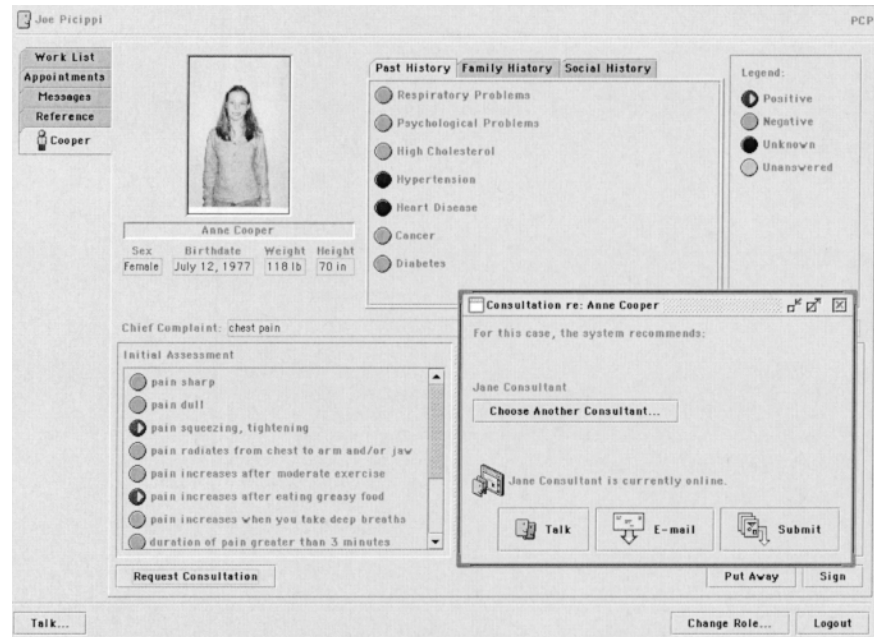 Joe Picippi
PCP
Work List
Appointments
Messages
Reference
Cooper
Anne Cooper
Sex Birthdate Weight Height
Female July 12, 1977 118 lb 70 in
Past History Family History Social History
Respiratory Problems
Psychological Problems
High Cholesterol
Hypertension
Heart Disease
Cancer
Diabetes
Legend:
Positive
Negative
Unknown
Unanswered
Chief Complaint: chest pain
Initial Assessment
pain sharp
pain dull
pain squeezing, tightening
pain radiates from chest to arm and/or jaw
pain increases after moderate exercise
pain increases after eating greasy food
pain increases when you take deep breaths
duration of pain greater than 3 minutes
Consultation re: Anne Cooper
For this case, the system recommends:
Jane Consultant
Choose Another Consultant...
Jane Consultant is currently online.
Talk E-mail Submit
Request Consultation
Put Away Sign
Talk...
Change Role... Logout